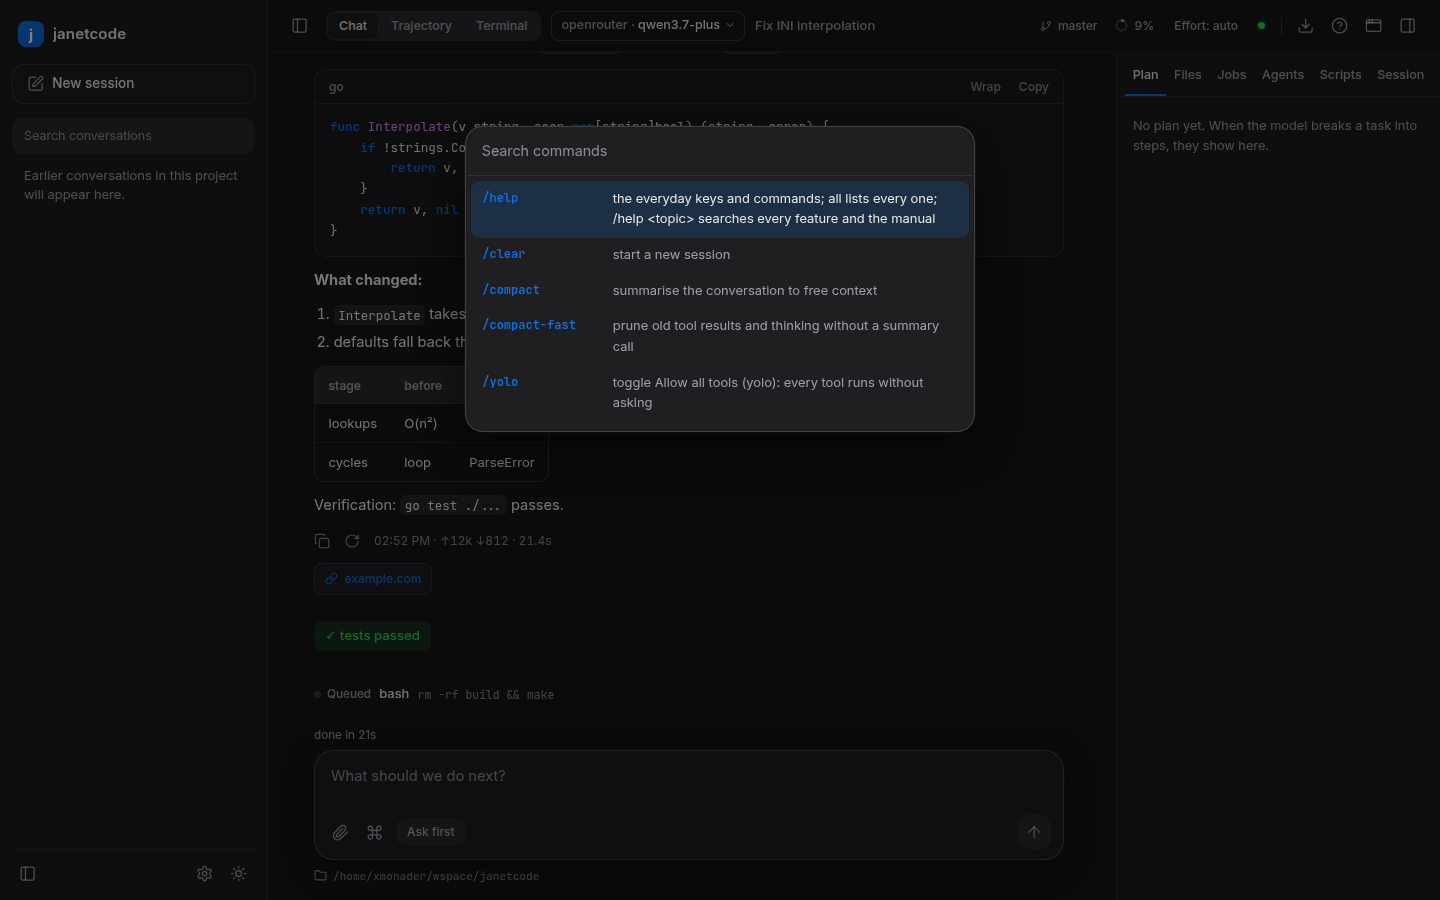 j janetcode
New session
Search conversations
Earlier conversations in this project
will appear here.
Chat Trajectory Terminal openrouter · qwen3.7-plus Fix INI interpolation master 9% Effort: auto
go Wrap Copy
func Interpolate(v string, seen map[string]bool) (string, error) {
if !strings.Co
return v,
}
return v, nil
}
What changed:
1. Interpolate takes
2. defaults fall back th
stage before
lookups O(n²)
cycles loop ParseError
Verification: go test ./... passes.
02:52 PM · ↑12k ↓812 · 21.4s
example.com
✓ tests passed
Queued bash rm -rf build && make
done in 21s
What should we do next?
Ask first
/home/xmonader/wspace/janetcode
Search commands
/help the everyday keys and commands; all lists every one;
/help <topic> searches every feature and the manual
/clear start a new session
/compact summarise the conversation to free context
/compact-fast prune old tool results and thinking without a summary
call
/yolo toggle Allow all tools (yolo): every tool runs without
asking
Plan Files Jobs Agents Scripts Session
No plan yet. When the model breaks a task into
steps, they show here.